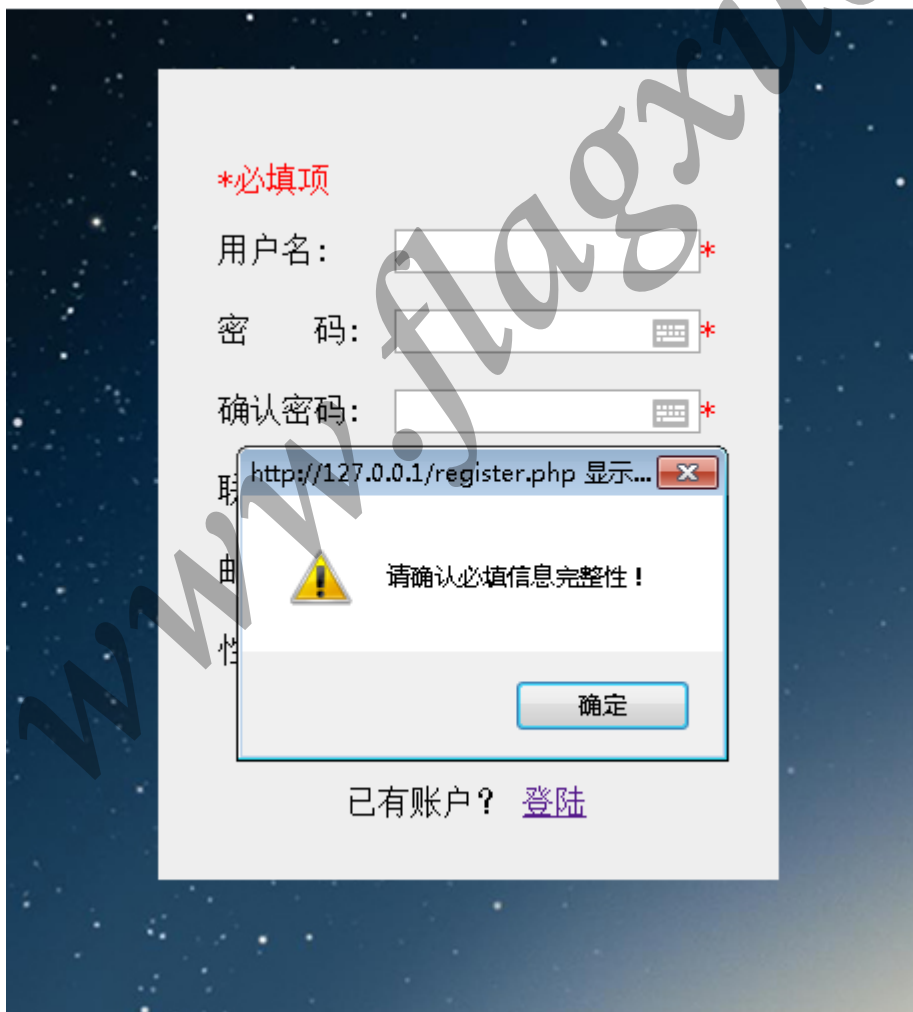 *必填项
用户名: *
密 码: *
确认密码: *
http://127.0.0.1/register.php 显示...
请确认必填信息完整性!
确定
已有账户? 登陆
www.flagxu